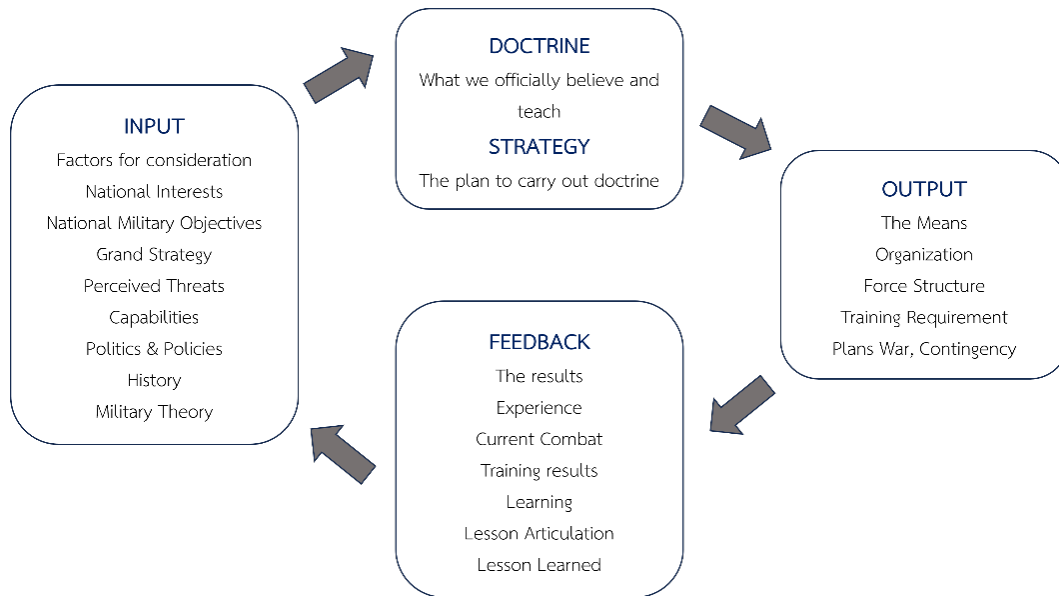 INPUT
Factors for consideration
National Interests
National Military Objectives
Grand Strategy
Perceived Threats
Capabilities
Politics & Policies
History
Military Theory
DOCTRINE
What we officially believe and
teach
STRATEGY
The plan to carry out doctrine
OUTPUT
The Means
Organization
Force Structure
Training Requirement
Plans War, Contingency
FEEDBACK
The results
Experience
Current Combat
Training results
Learning
Lesson Articulation
Lesson Learned